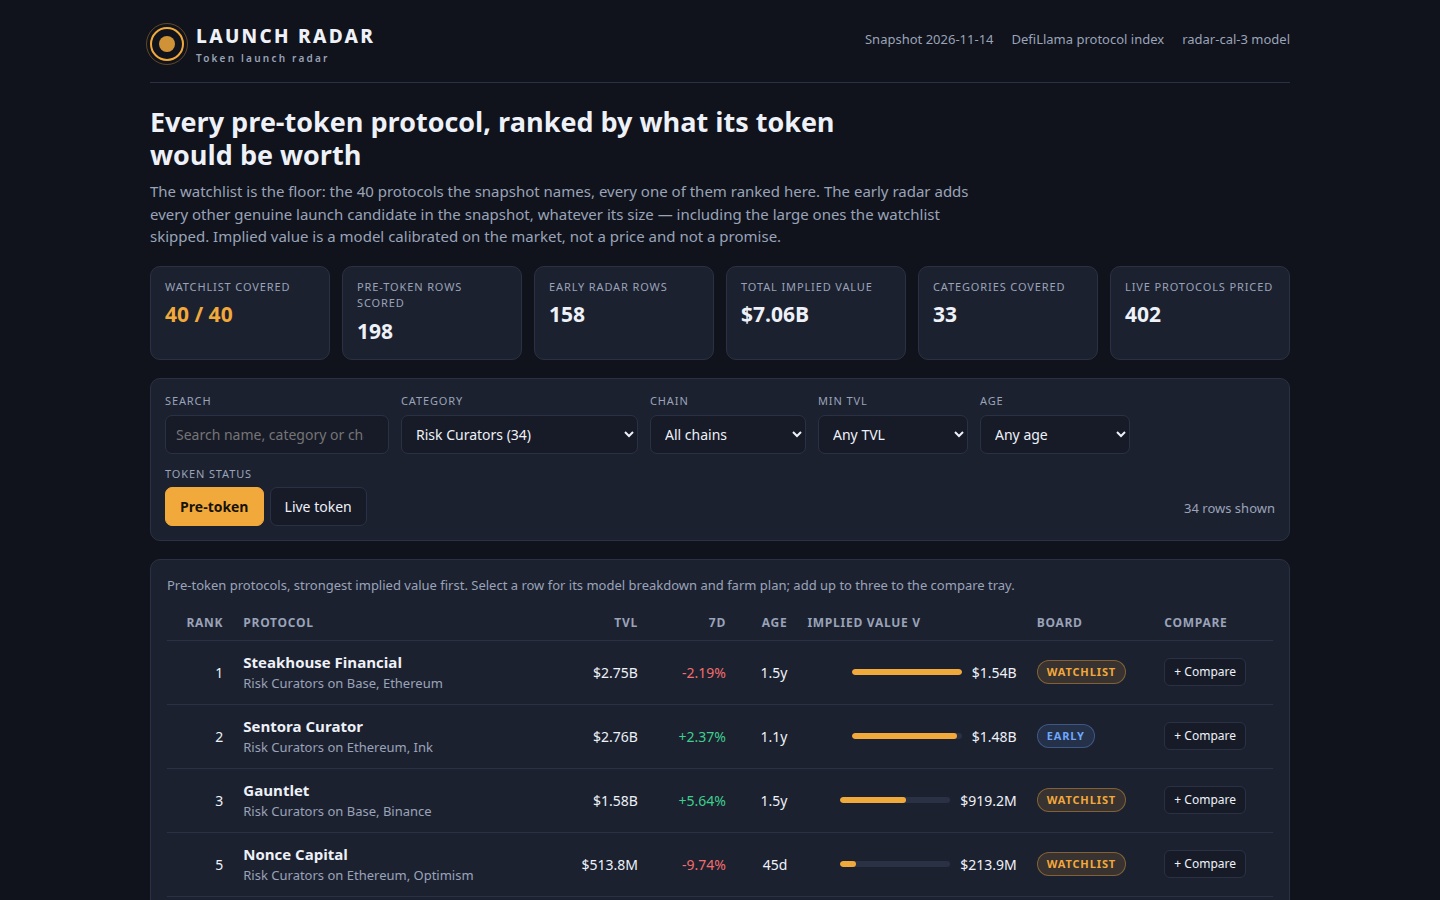 LAUNCH RADAR
Token launch radar
Snapshot 2026-11-14 DefiLlama protocol index radar-cal-3 model
Every pre-token protocol, ranked by what its token
would be worth
The watchlist is the floor: the 40 protocols the snapshot names, every one of them ranked here. The early radar adds
every other genuine launch candidate in the snapshot, whatever its size — including the large ones the watchlist
skipped. Implied value is a model calibrated on the market, not a price and not a promise.
WATCHLIST COVERED
40 / 40
PRE-TOKEN ROWS
SCORED
198
EARLY RADAR ROWS
158
TOTAL IMPLIED VALUE
$7.06B
CATEGORIES COVERED
33
LIVE PROTOCOLS PRICED
402
SEARCH
Search name, category or ch
CATEGORY
Risk Curators (34)
CHAIN
All chains
MIN TVL
Any TVL
AGE
Any age
TOKEN STATUS
Pre-token Live token
34 rows shown
Pre-token protocols, strongest implied value first. Select a row for its model breakdown and farm plan; add up to three to the compare tray.
RANK PROTOCOL TVL 7D AGE IMPLIED VALUE V BOARD COMPARE
1 Steakhouse Financial $2.75B -2.19% 1.5y $1.54B WATCHLIST + Compare
Risk Curators on Base, Ethereum
2 Sentora Curator $2.76B +2.37% 1.1y $1.48B EARLY + Compare
Risk Curators on Ethereum, Ink
3 Gauntlet $1.58B +5.64% 1.5y $919.2M WATCHLIST + Compare
Risk Curators on Base, Binance
5 Nonce Capital $513.8M -9.74% 45d $213.9M WATCHLIST + Compare
Risk Curators on Ethereum, Optimism